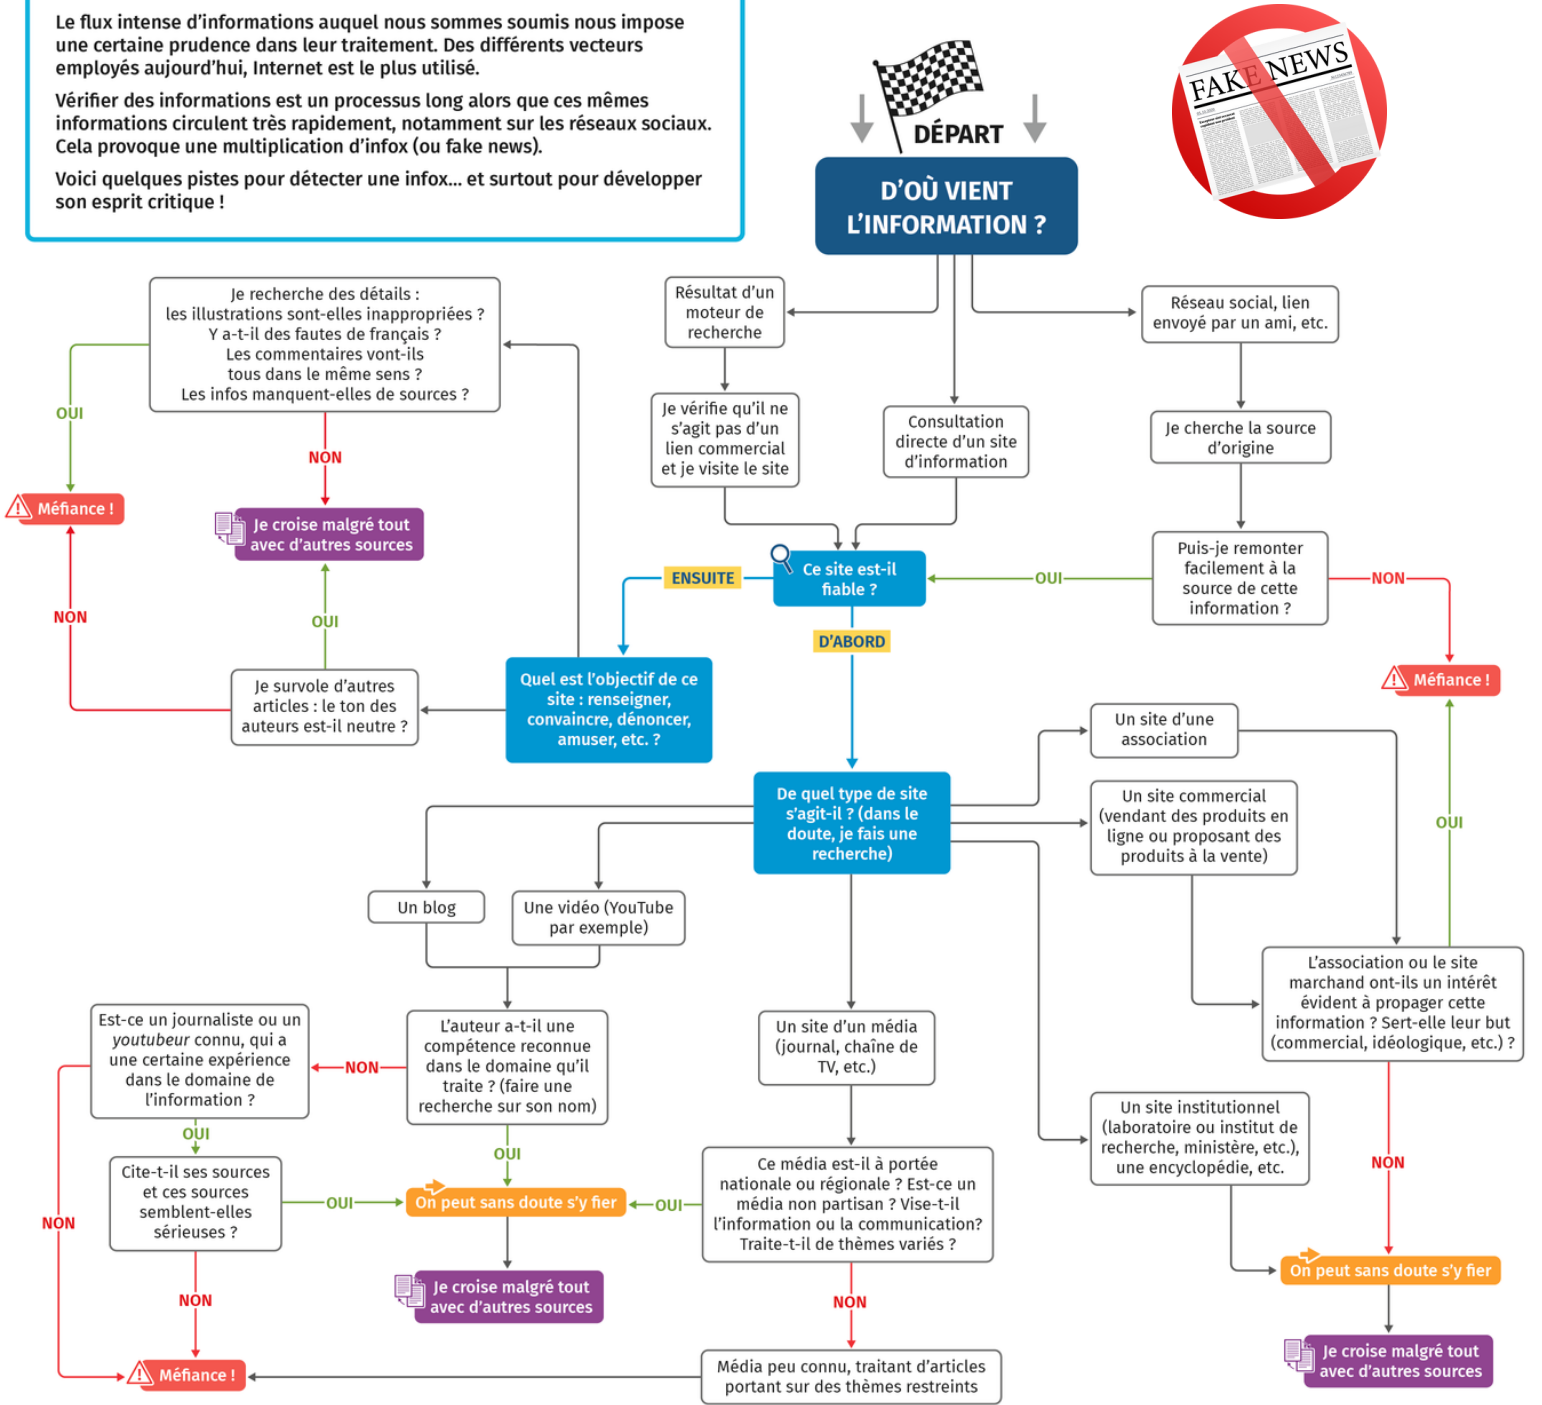 Le flux intense d'informations auquel nous sommes soumis nous impose
une certaine prudence dans leur traitement. Des différents vecteurs
employés aujourd'hui, Internet est le plus utilisé.
Vérifier des informations est un processus long alors que ces mêmes
informations circulent très rapidement, notamment sur les réseaux sociaux.
Cela provoque une multiplication d'infox (ou fake news).
Voici quelques pistes pour détecter une infox... et surtout pour développer
son esprit critique !
DÉPART
FAKE NEWS
D'OÙ VIENT
L'INFORMATION ?
Résultat d'un
moteur de
recherche
Réseau social, lien
envoyé par un ami, etc.
Je vérifie qu'il ne
s'agit pas d'un
lien commercial
et je visite le site
Consultation
directe d'un site
d'information
Je cherche la source
d'origine
Puis-je remonter
facilement à la
source de cette
information ?
OUI
NON
Méfiance !
Ce site est-il
fiable ?
ENSUITE
D'ABORD
Quel est l'objectif de ce
site : renseigner,
convaincre, dénoncer,
amuser, etc. ?
Je recherche des détails :
les illustrations sont-elles inappropriées ?
Y a-t-il des fautes de français ?
Les commentaires vont-ils
tous dans le même sens ?
Les infos manquent-elles de sources ?
OUI
NON
Méfiance !
Je croise malgré tout
avec d'autres sources
NON
OUI
Je survole d'autres
articles : le ton des
auteurs est-il neutre ?
De quel type de site
s'agit-il ? (dans le
doute, je fais une
recherche)
Un site d'une
association
Un site commercial
(vendant des produits en
ligne ou proposant des
produits à la vente)
OUI
L'association ou le site
marchand ont-ils un intérêt
évident à propager cette
information ? Sert-elle leur but
(commercial, idéologique, etc.) ?
NON
Un site institutionnel
(laboratoire ou institut de
recherche, ministère, etc.),
une encyclopédie, etc.
On peut sans doute s'y fier
Je croise malgré tout
avec d'autres sources
Un blog
Une vidéo (YouTube
par exemple)
L'auteur a-t-il une
compétence reconnue
dans le domaine qu'il
traite ? (faire une
recherche sur son nom)
NON
OUI
Est-ce un journaliste ou un
youtubeur connu, qui a
une certaine expérience
dans le domaine de
l'information ?
OUI
NON
Cite-t-il ses sources
et ces sources
semblent-elles
sérieuses ?
OUI
NON
On peut sans doute s'y fier
Je croise malgré tout
avec d'autres sources
Un site d'un média
(journal, chaîne de
TV, etc.)
Ce média est-il à portée
nationale ou régionale ? Est-ce un
média non partisan ? Vise-t-il
l'information ou la communication?
Traite-t-il de thèmes variés ?
OUI
NON
Média peu connu, traitant d'articles
portant sur des thèmes restreints
Méfiance !